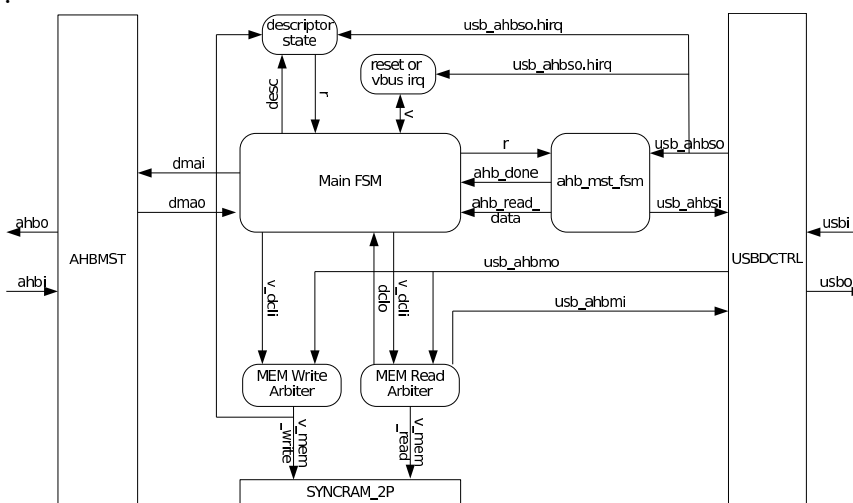 descriptor
state
usb_ahbso.hirq
reset or
vbus irq
usb_ahbso.hirq
desc
r
v
dmai
Main FSM
r
ahb_mst_fsm
usb_ahbso
ahb_done
dmao
ahb_read_
data
usb_ahbsi
ahbo
AHBMST
USBDCTRL
usbi
ahbi
usbo
usb_ahbmo
v_dcli
dclo
v_dcli
usb_ahbmi
MEM Write
Arbiter
MEM Read
Arbiter
v_mem
_write
v_mem
_read
SYNCRAM_2P